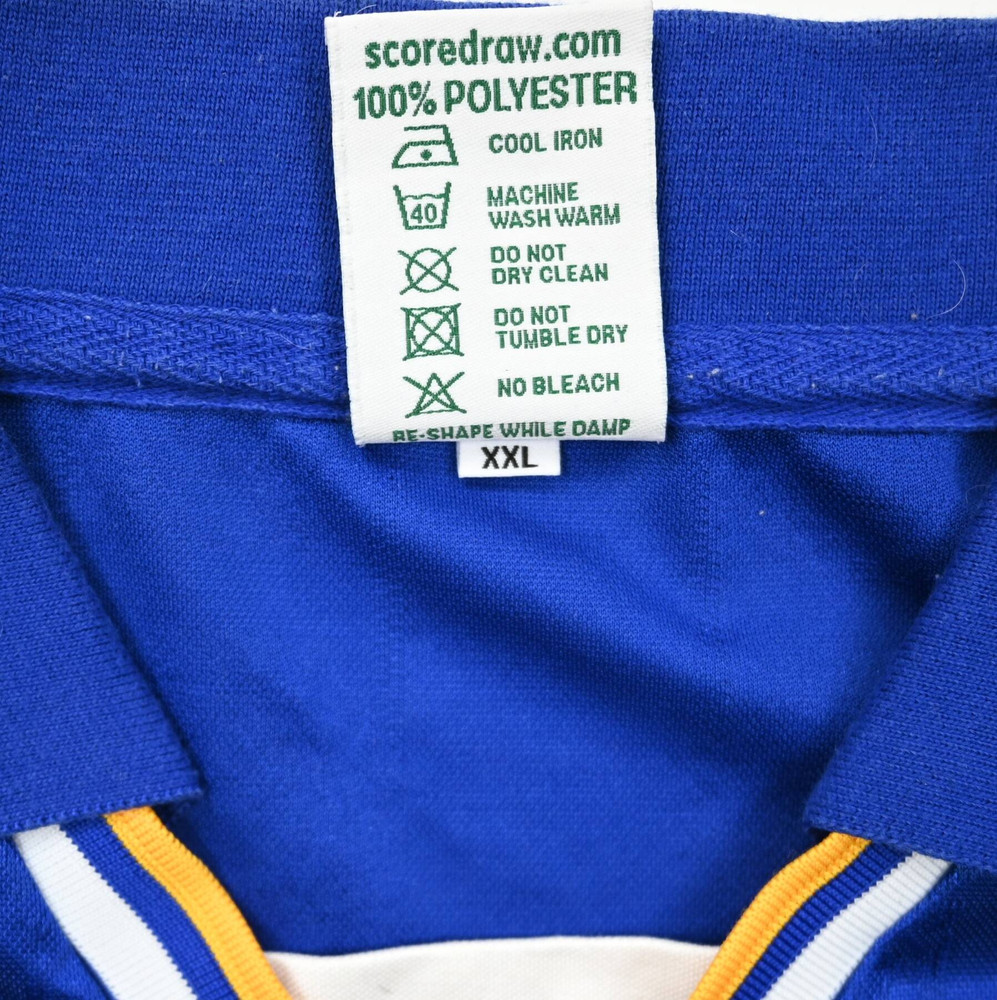 scoredraw.com
100% POLYESTER
COOL IRON
MACHINE
WASH WARM
40
DO NOT
DRY CLEAN
DO NOT
TUMBLE DRY
NO BLEACH
RE-SHAPE WHILE DAMP
XXL